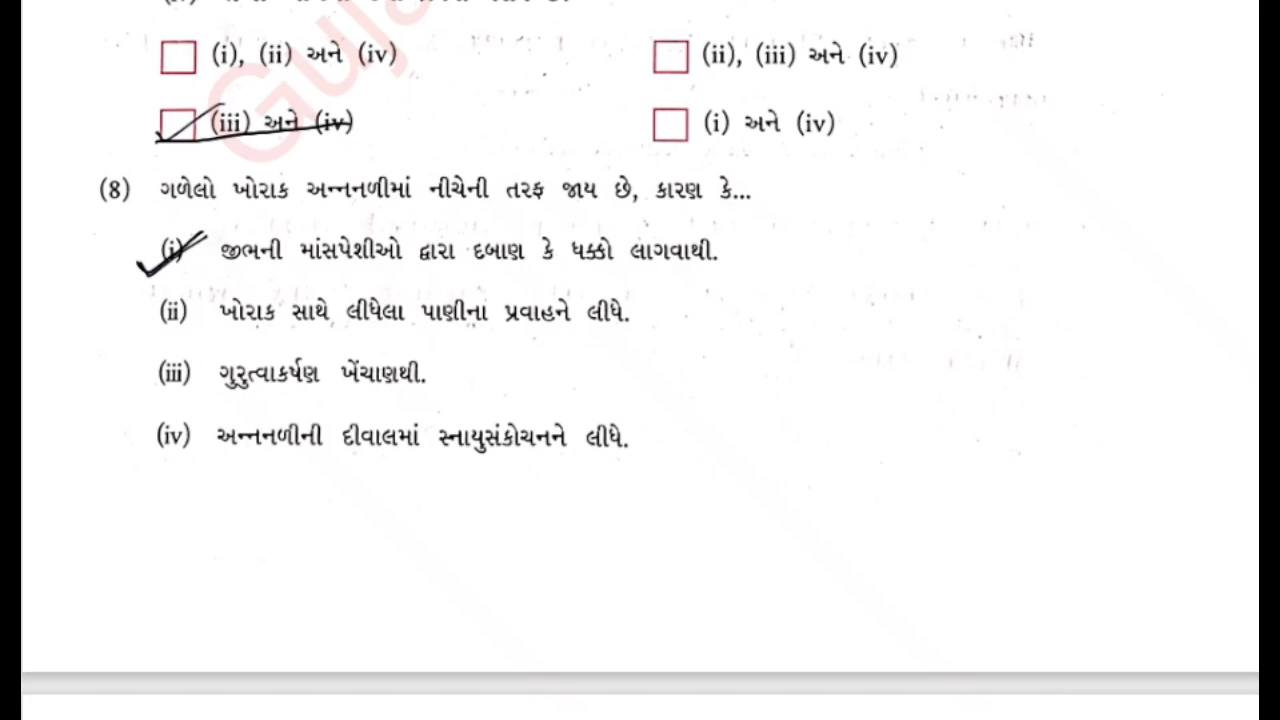 (i), (ii) અને (iv)
(ii), (iii) અને (iv)
(iii) અને (iv)
(i) અને (iv)
(8) ગળેલો ખોરાક અન્નનળીમાં નીચેની તરફ જાય છે, કારણ કે...
(i) જીભની માંસપેશીઓ દ્વારા દબાણ કે ધક્કો લાગવાથી.
(ii) ખોરાક સાથે લીધેલા પાણીના પ્રવાહને લીધે.
(iii) ગુરુત્વાકર્ષણ ખેંચાણથી.
(iv) અન્નનળીની દીવાલમાં સ્નાયુસંકોચનને લીધે.